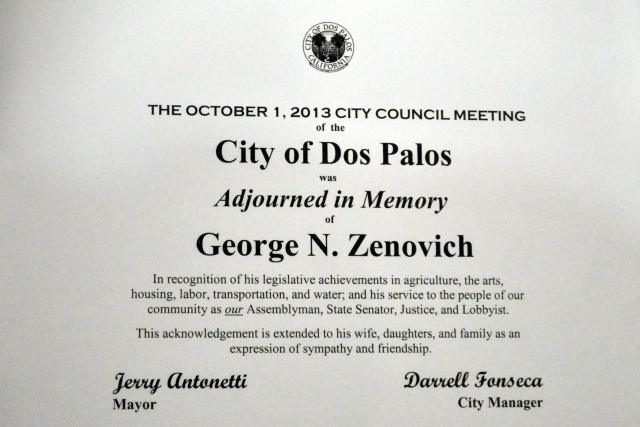 CITY OF DOS PALOS
CALIFORNIA
THE OCTOBER 1, 2013 CITY COUNCIL MEETING
of the
City of Dos Palos
was
Adjourned in Memory
of
George N. Zenovich
In recognition of his legislative achievements in agriculture, the arts,
housing, labor, transportation, and water; and his service to the people of our
community as our Assemblyman, State Senator, Justice, and Lobbyist.
This acknowledgement is extended to his wife, daughters, and family as an
expression of sympathy and friendship.
Jerry Antonetti Darrell Fonseca
Mayor City Manager